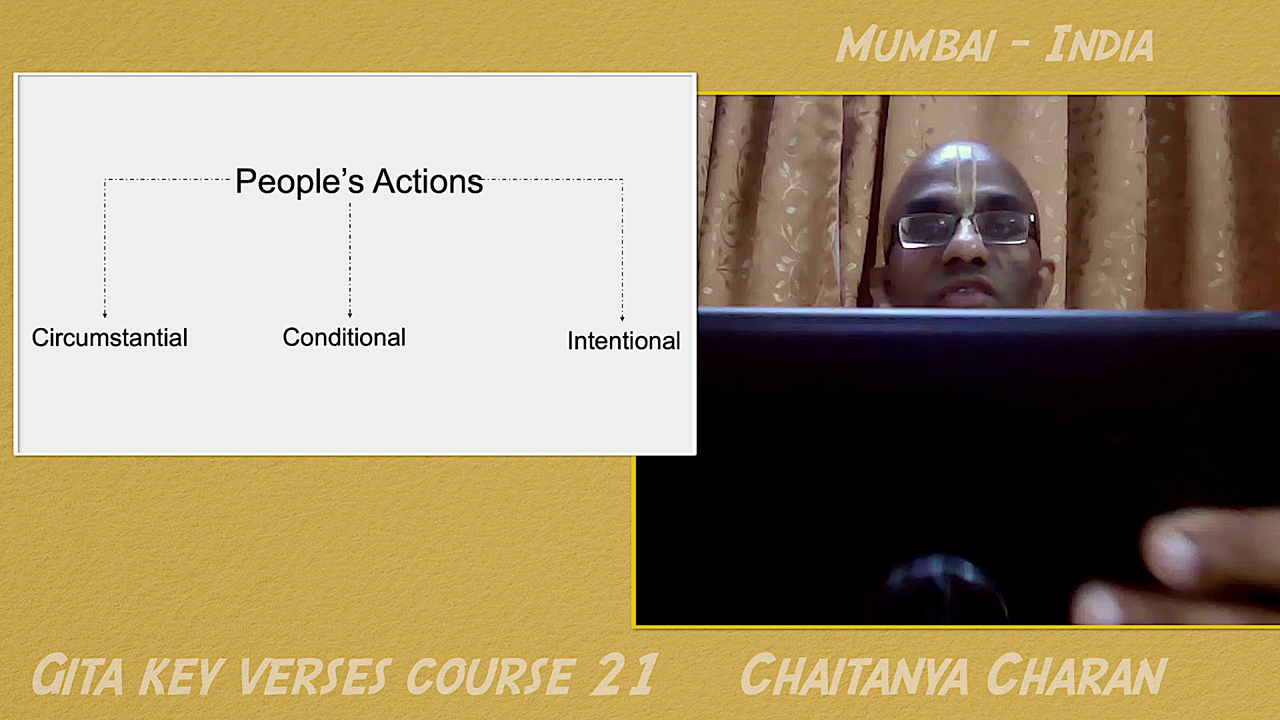 Mumbai - India
People's Actions
Circumstantial
Conditional
Intentional
Gita key verses course 21
Chaitanya Charan